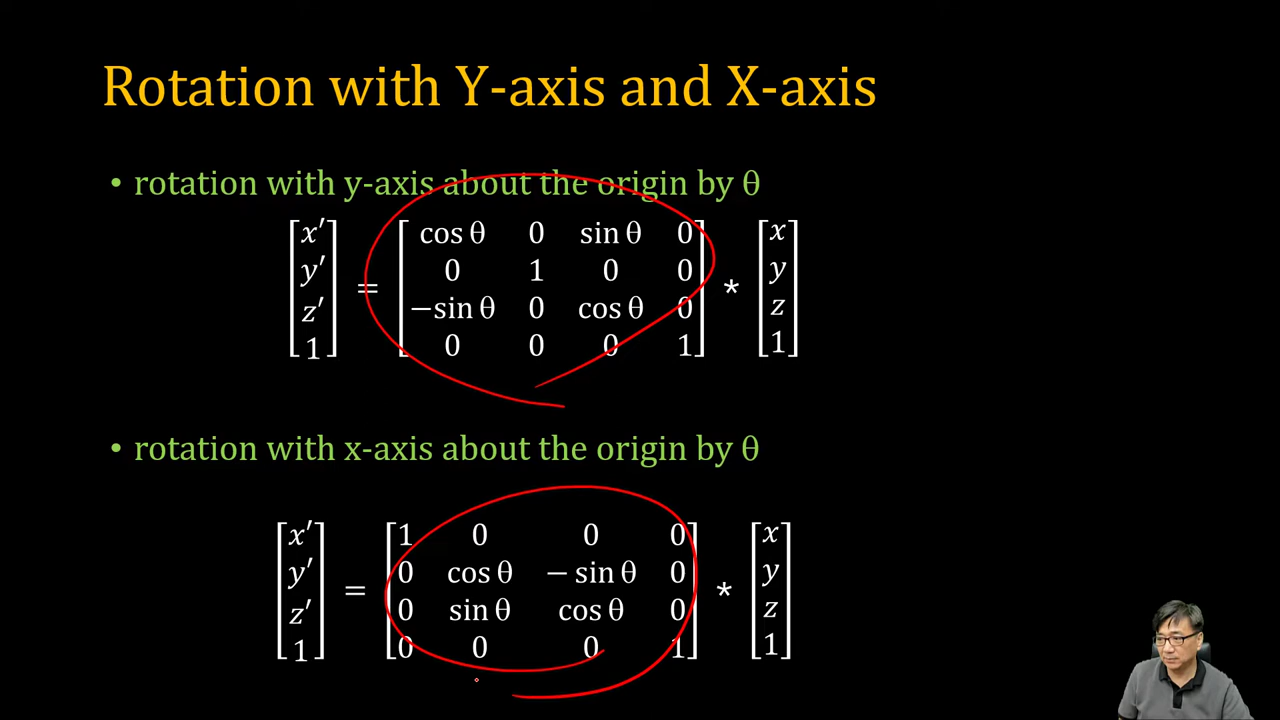 Rotation with Y-axis and X-axis
• rotation with y-axis about the origin by θ
[x′ y′ z′ 1] = [cos θ 0 sin θ 0; 0 1 0 0; −sin θ 0 cos θ 0; 0 0 0 1] * [x y z 1]
• rotation with x-axis about the origin by θ
[x′ y′ z′ 1] = [1 0 0 0; 0 cos θ − sin θ 0; 0 sin θ cos θ 0; 0 0 0 1] * [x y z 1]